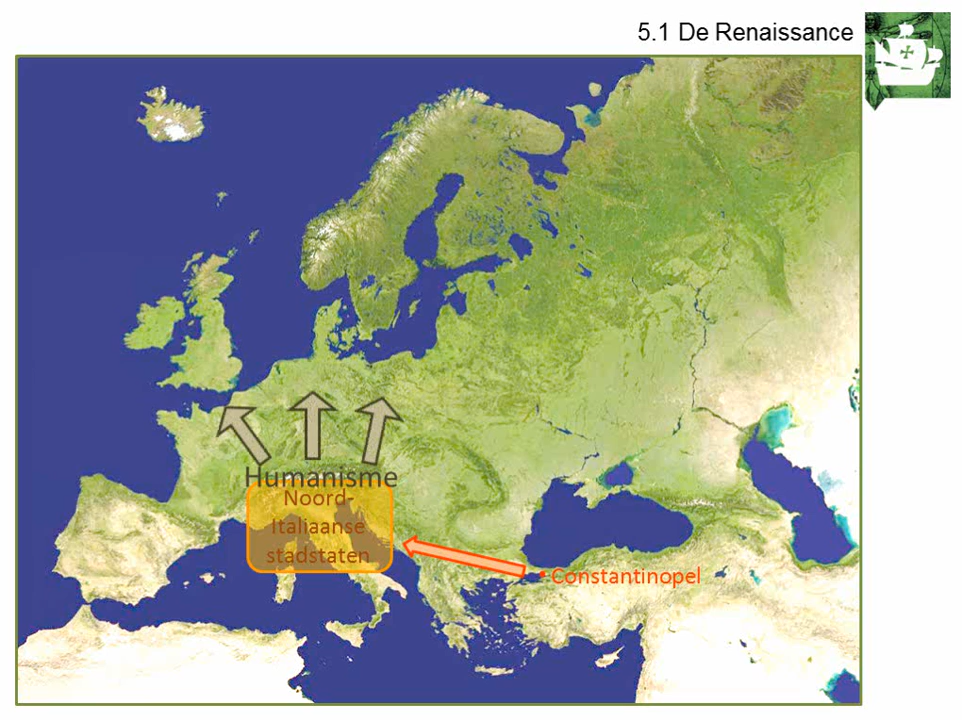 5.1 De Renaissance
Humanisme
Noord-
Italiaanse
stadstaten
• Constantinopel